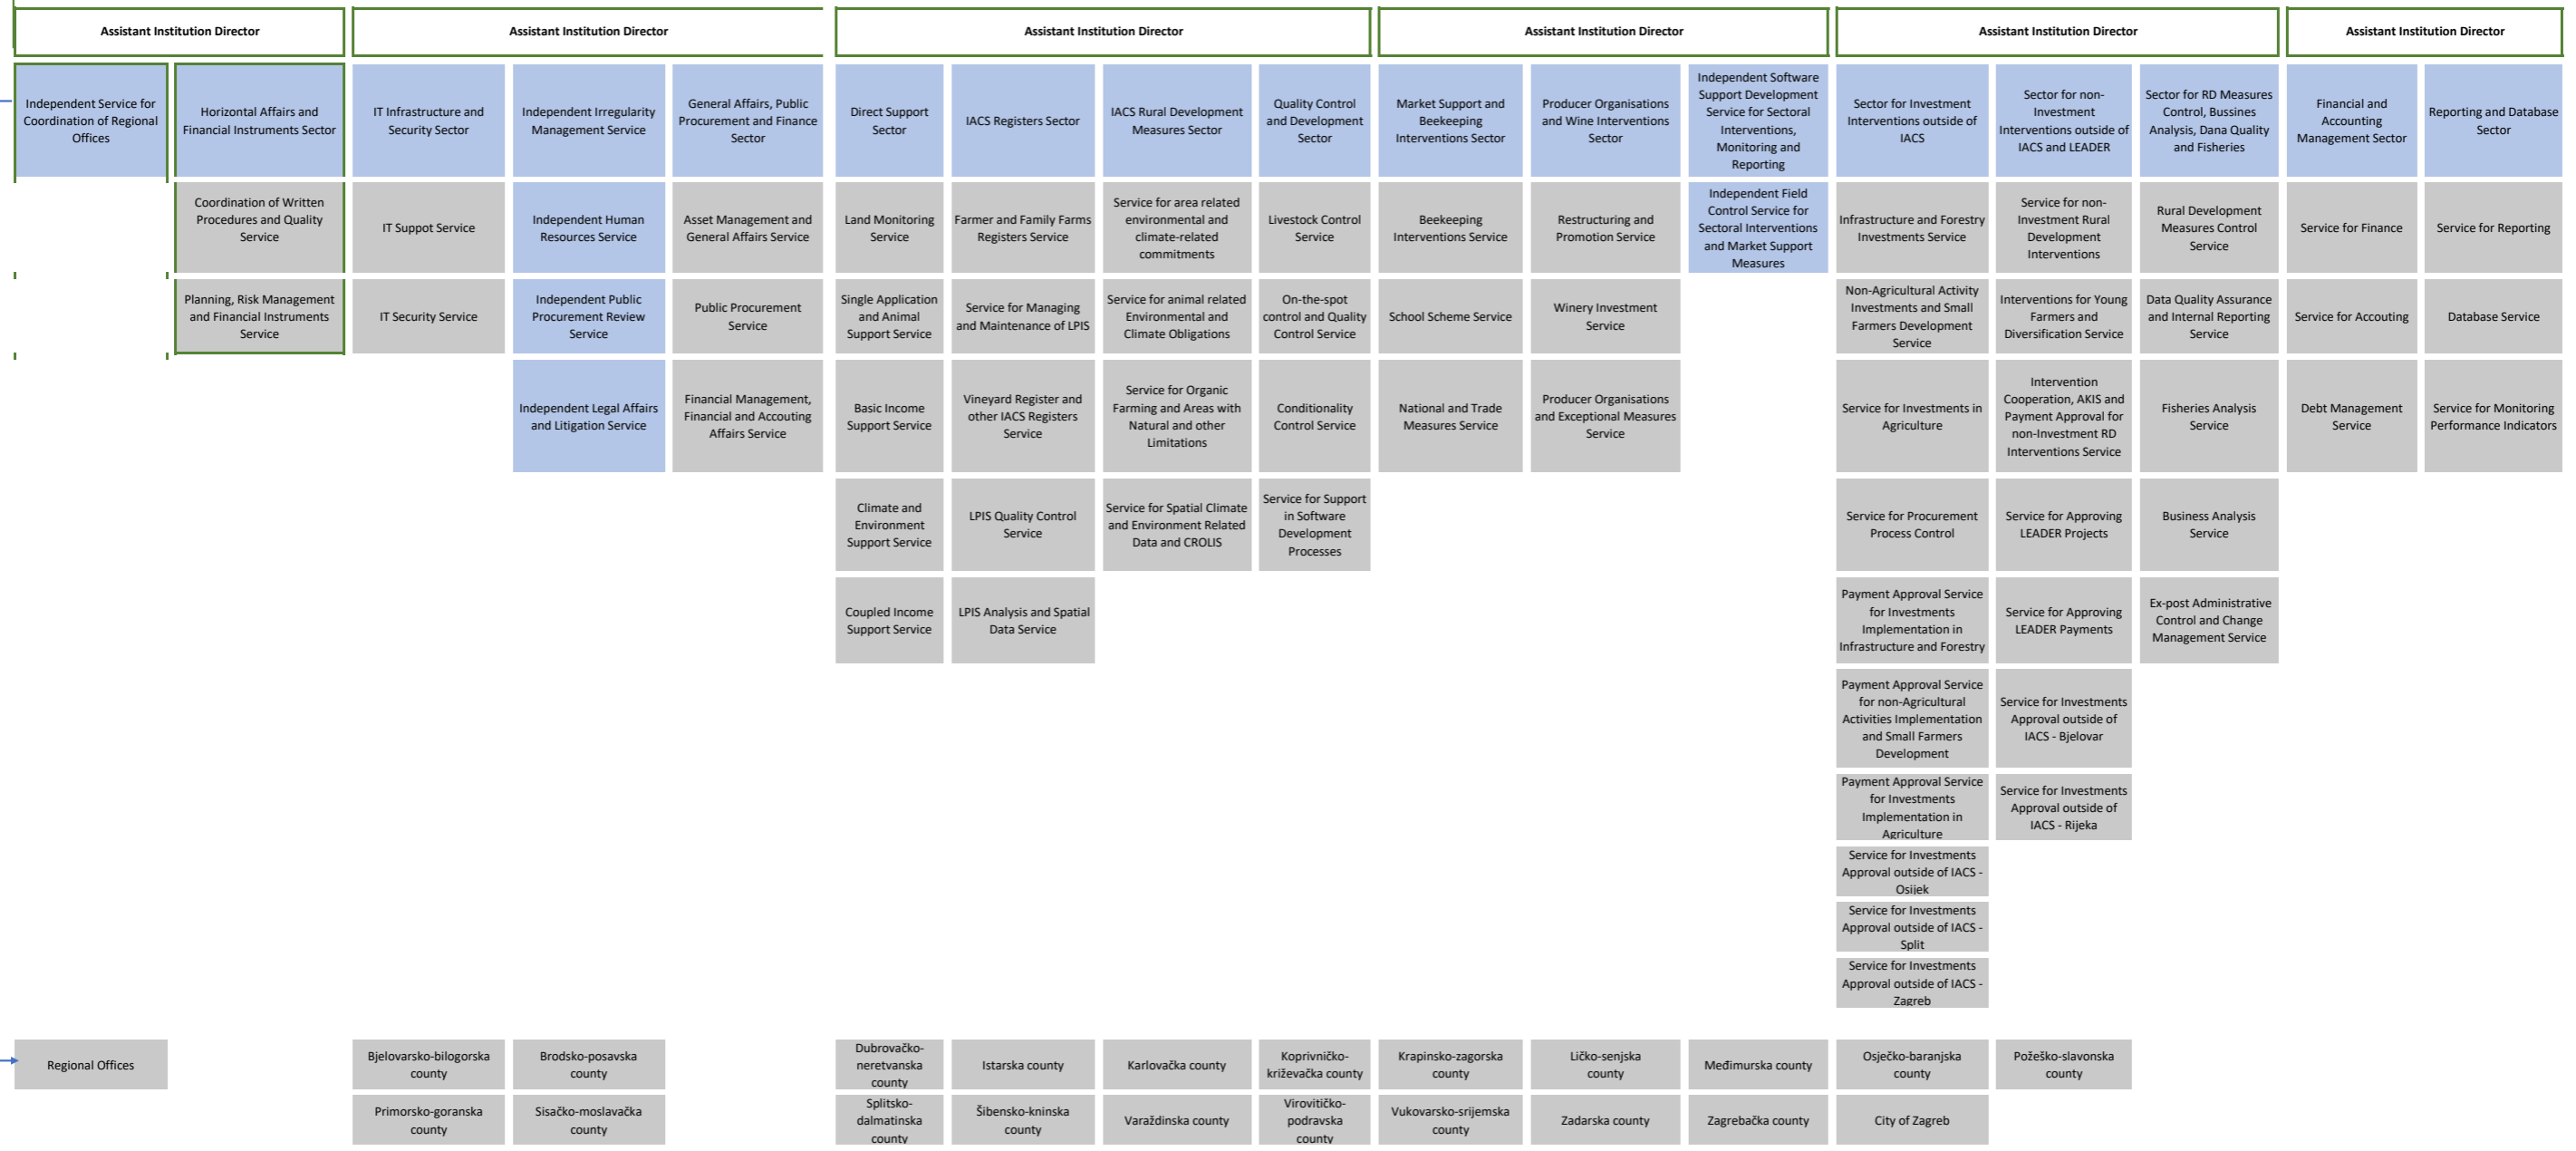 Assistant Institution Director
Assistant Institution Director
Assistant Institution Director
Assistant Institution Director
Assistant Institution Director
Assistant Institution Director
Independent Service for
Coordination of Regional
Offices
Horizontal Affairs and
Financial Instruments Sector
IT Infrastructure and
Security Sector
Independent Irregularity
Management Service
General Affairs, Public
Procurement and Finance
Sector
Direct Support
Sector
IACS Registers Sector
IACS Rural Development
Measures Sector
Quality Control
and Development
Sector
Market Support and
Beekeeping
Interventions Sector
Producer Organisations
and Wine Interventions
Sector
Independent Software
Support Development
Service for Sectoral
Interventions,
Monitoring and
Reporting
Sector for Investment
Interventions outside of
IACS
Sector for non-
Investment
Interventions outside of
IACS and LEADER
Sector for RD Measures
Control, Bussines
Analysis, Dana Quality
and Fisheries
Financial and
Accounting
Management Sector
Reporting and Database
Sector
Coordination of Written
Procedures and Quality
Service
IT Suppot Service
Independent Human
Resources Service
Asset Management and
General Affairs Service
Land Monitoring
Service
Farmer and Family Farms
Registers Service
Service for area related
environmental and
climate-related
commitments
Livestock Control
Service
Beekeeping
Interventions Service
Restructuring and
Promotion Service
Independent Field
Control Service for
Sectoral Interventions
and Market Support
Measures
Infrastructure and Forestry
Investments Service
Service for non-
Investment Rural
Development
Interventions
Rural Development
Measures Control
Service
Service for Finance
Service for Reporting
Planning, Risk Management
and Financial Instruments
Service
IT Security Service
Independent Public
Procurement Review
Service
Public Procurement
Service
Single Application
and Animal
Support Service
Service for Managing
and Maintenance of LPIS
Service for animal related
Environmental and
Climate Obligations
On-the-spot
control and Quality
Control Service
School Scheme Service
Winery Investment
Service
Non-Agricultural Activity
Investments and Small
Farmers Development
Service
Interventions for Young
Farmers and
Diversification Service
Data Quality Assurance
and Internal Reporting
Service
Service for Accouting
Database Service
Independent Legal Affairs
and Litigation Service
Financial Management,
Financial and Accouting
Affairs Service
Basic Income
Support Service
Vineyard Register and
other IACS Registers
Service
Service for Organic
Farming and Areas with
Natural and other
Limitations
Conditionality
Control Service
National and Trade
Measures Service
Producer Organisations
and Exceptional Measures
Service
Service for Investments in
Agriculture
Intervention
Cooperation, AKIS and
Payment Approval for
non-Investment RD
Interventions Service
Fisheries Analysis
Service
Debt Management
Service
Service for Monitoring
Performance Indicators
Climate and
Environment
Support Service
LPIS Quality Control
Service
Service for Spatial Climate
and Environment Related
Data and CROLIS
Service for Support
in Software
Development
Processes
Service for Procurement
Process Control
Service for Approving
LEADER Projects
Business Analysis
Service
Coupled Income
Support Service
LPIS Analysis and Spatial
Data Service
Payment Approval Service
for Investments
Implementation in
Infrastructure and Forestry
Service for Approving
LEADER Payments
Ex-post Administrative
Control and Change
Management Service
Payment Approval Service
for non-Agricultural
Activities Implementation
and Small Farmers
Development
Service for Investments
Approval outside of
IACS - Bjelovar
Payment Approval Service
for Investments
Implementation in
Agriculture
Service for Investments
Approval outside of
IACS - Rijeka
Service for Investments
Approval outside of IACS -
Osijek
Service for Investments
Approval outside of IACS -
Split
Service for Investments
Approval outside of IACS -
Zagreb
Regional Offices
Bjelovarsko-bilogorska
county
Brodsko-posavska
county
Dubrovačko-
neretvanska
county
Istarska county
Karlovačka county
Koprivničko-
križevačka county
Krapinsko-zagorska
county
Ličko-senjska
county
Međimurska county
Osječko-baranjska
county
Požeško-slavonska
county
Primorsko-goranska
county
Sisačko-moslavačka
county
Splitsko-
dalmatinska
county
Šibensko-kninska
county
Varaždinska county
Virovitičko-
podravska
county
Vukovarsko-srijemska
county
Zadarska county
Zagrebačka county
City of Zagreb